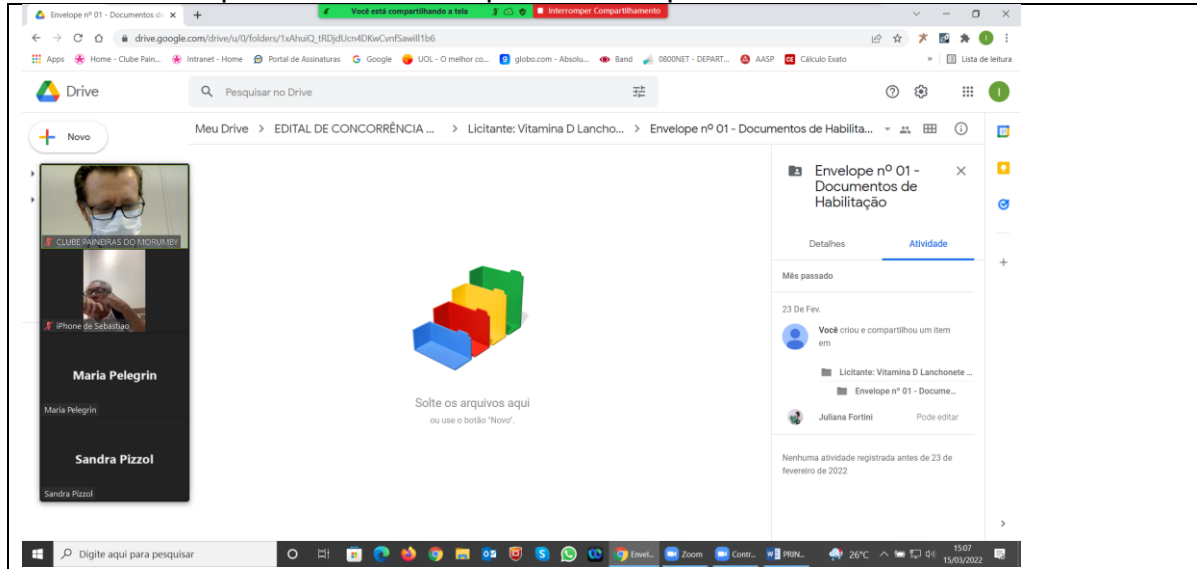 Envelope nº 01 - Documentos de
Você está compartilhando a tela
Interromper Compartilhamento
drive.google.com/drive/u/0/folders/1xAhuiQ_tRDjdUcn4DKwCvnfSawiIl1b6
Apps
Home - Clube Pain...
Intranet - Home
Portal de Assinaturas
Google
UOL - O melhor co...
globo.com - Absolu...
Band
0800NET - DEPART...
AASP
Cálculo Exato
»
Lista de leitura
Drive
Pesquisar no Drive
Novo
Meu Drive > EDITAL DE CONCORRÊNCIA ... > Licitante: Vitamina D Lancho... > Envelope nº 01 - Documentos de Habilita...
CLUBE PAINEIRAS DO MORUMBY
iPhone de Sebastiao
Maria Pelegrin
Maria Pelegrin
Sandra Pizzol
Sandra Pizzol
Solte os arquivos aqui
ou use o botão "Novo".
Envelope nº 01 -
Documentos de
Habilitação
Detalhes
Atividade
Mês passado
23 De Fev.
Você criou e compartilhou um item
em
Licitante: Vitamina D Lanchonete ...
Envelope nº 01 - Docume...
Juliana Fortini
Pode editar
Nenhuma atividade registrada antes de 23 de
fevereiro de 2022
Digite aqui para pesquisar
Envel...
Zoom
Contr...
PRIN...
26°C
15:07
15/03/2022